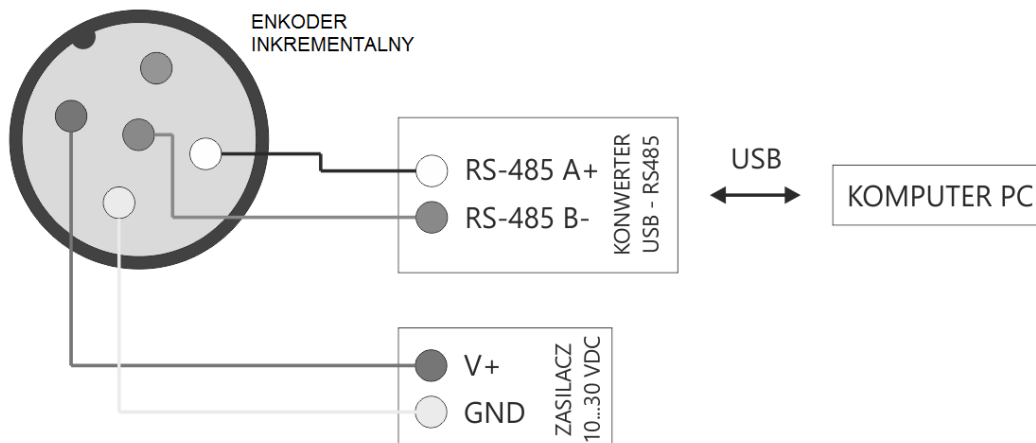 ENKODER
INKREMENTALNY
RS-485 A+
RS-485 B-
KONWERTER
USB - RS485
USB
KOMPUTER PC
V+
GND
ZASILACZ
10...30 VDC